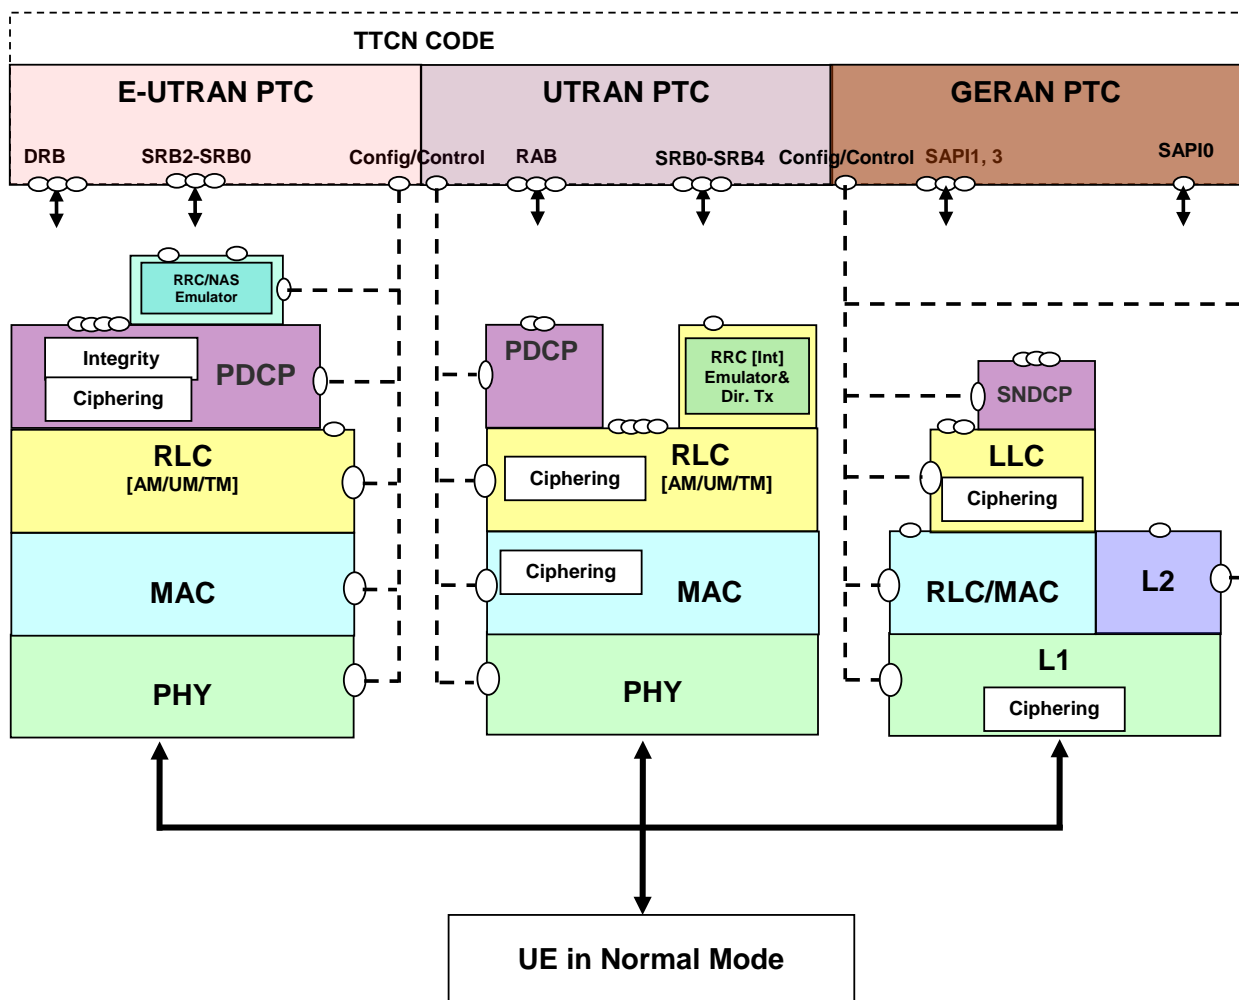 TTCN CODE
E-UTRAN PTC
UTRAN PTC
GERAN PTC
DRB
SRB2-SRB0
Config/Control
RAB
SRB0-SRB4
Config/Control
SAPI1, 3
SAPI0
RRC/NAS
Emulator
Integrity
Ciphering
PDCP
RLC
[AM/UM/TM]
MAC
PHY
PDCP
RRC [Int]
Emulator&
Dir. Tx
Ciphering
RLC
[AM/UM/TM]
Ciphering
MAC
PHY
SNDCP
LLC
Ciphering
RLC/MAC
L2
L1
Ciphering
UE in Normal Mode